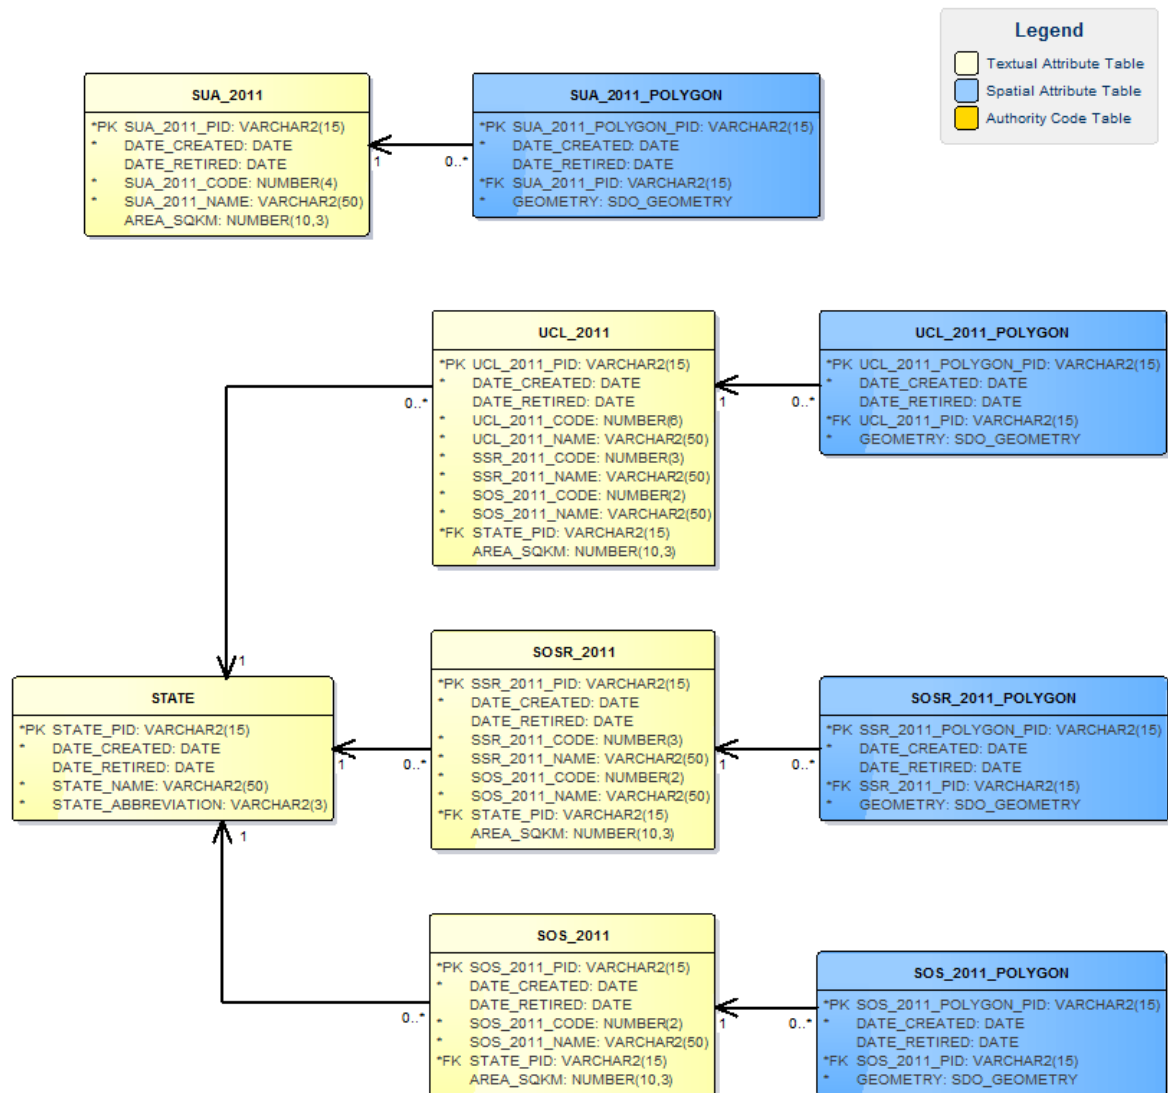 Legend
Textual Attribute Table
Spatial Attribute Table
Authority Code Table
SUA_2011
*PK SUA_2011_PID: VARCHAR2(15)
* DATE_CREATED: DATE
DATE_RETIRED: DATE
* SUA_2011_CODE: NUMBER(4)
* SUA_2011_NAME: VARCHAR2(50)
AREA_SQKM: NUMBER(10,3)
1
0..*
SUA_2011_POLYGON
*PK SUA_2011_POLYGON_PID: VARCHAR2(15)
* DATE_CREATED: DATE
DATE_RETIRED: DATE
*FK SUA_2011_PID: VARCHAR2(15)
* GEOMETRY: SDO_GEOMETRY
UCL_2011
*PK UCL_2011_PID: VARCHAR2(15)
* DATE_CREATED: DATE
DATE_RETIRED: DATE
* UCL_2011_CODE: NUMBER(6)
* UCL_2011_NAME: VARCHAR2(50)
* SSR_2011_CODE: NUMBER(3)
* SSR_2011_NAME: VARCHAR2(50)
* SOS_2011_CODE: NUMBER(2)
* SOS_2011_NAME: VARCHAR2(50)
*FK STATE_PID: VARCHAR2(15)
AREA_SQKM: NUMBER(10,3)
0..*
1
1
0..*
UCL_2011_POLYGON
*PK UCL_2011_POLYGON_PID: VARCHAR2(15)
* DATE_CREATED: DATE
DATE_RETIRED: DATE
*FK UCL_2011_PID: VARCHAR2(15)
* GEOMETRY: SDO_GEOMETRY
STATE
*PK STATE_PID: VARCHAR2(15)
* DATE_CREATED: DATE
DATE_RETIRED: DATE
* STATE_NAME: VARCHAR2(50)
* STATE_ABBREVIATION: VARCHAR2(3)
1
0..*
SOSR_2011
*PK SSR_2011_PID: VARCHAR2(15)
* DATE_CREATED: DATE
DATE_RETIRED: DATE
* SSR_2011_CODE: NUMBER(3)
* SSR_2011_NAME: VARCHAR2(50)
* SOS_2011_CODE: NUMBER(2)
* SOS_2011_NAME: VARCHAR2(50)
*FK STATE_PID: VARCHAR2(15)
AREA_SQKM: NUMBER(10,3)
1
0..*
SOSR_2011_POLYGON
*PK SSR_2011_POLYGON_PID: VARCHAR2(15)
* DATE_CREATED: DATE
DATE_RETIRED: DATE
*FK SSR_2011_PID: VARCHAR2(15)
* GEOMETRY: SDO_GEOMETRY
1
0..*
SOS_2011
*PK SOS_2011_PID: VARCHAR2(15)
* DATE_CREATED: DATE
DATE_RETIRED: DATE
* SOS_2011_CODE: NUMBER(2)
* SOS_2011_NAME: VARCHAR2(50)
*FK STATE_PID: VARCHAR2(15)
AREA_SQKM: NUMBER(10,3)
1
0..*
SOS_2011_POLYGON
*PK SOS_2011_POLYGON_PID: VARCHAR2(15)
* DATE_CREATED: DATE
DATE_RETIRED: DATE
*FK SOS_2011_PID: VARCHAR2(15)
* GEOMETRY: SDO_GEOMETRY